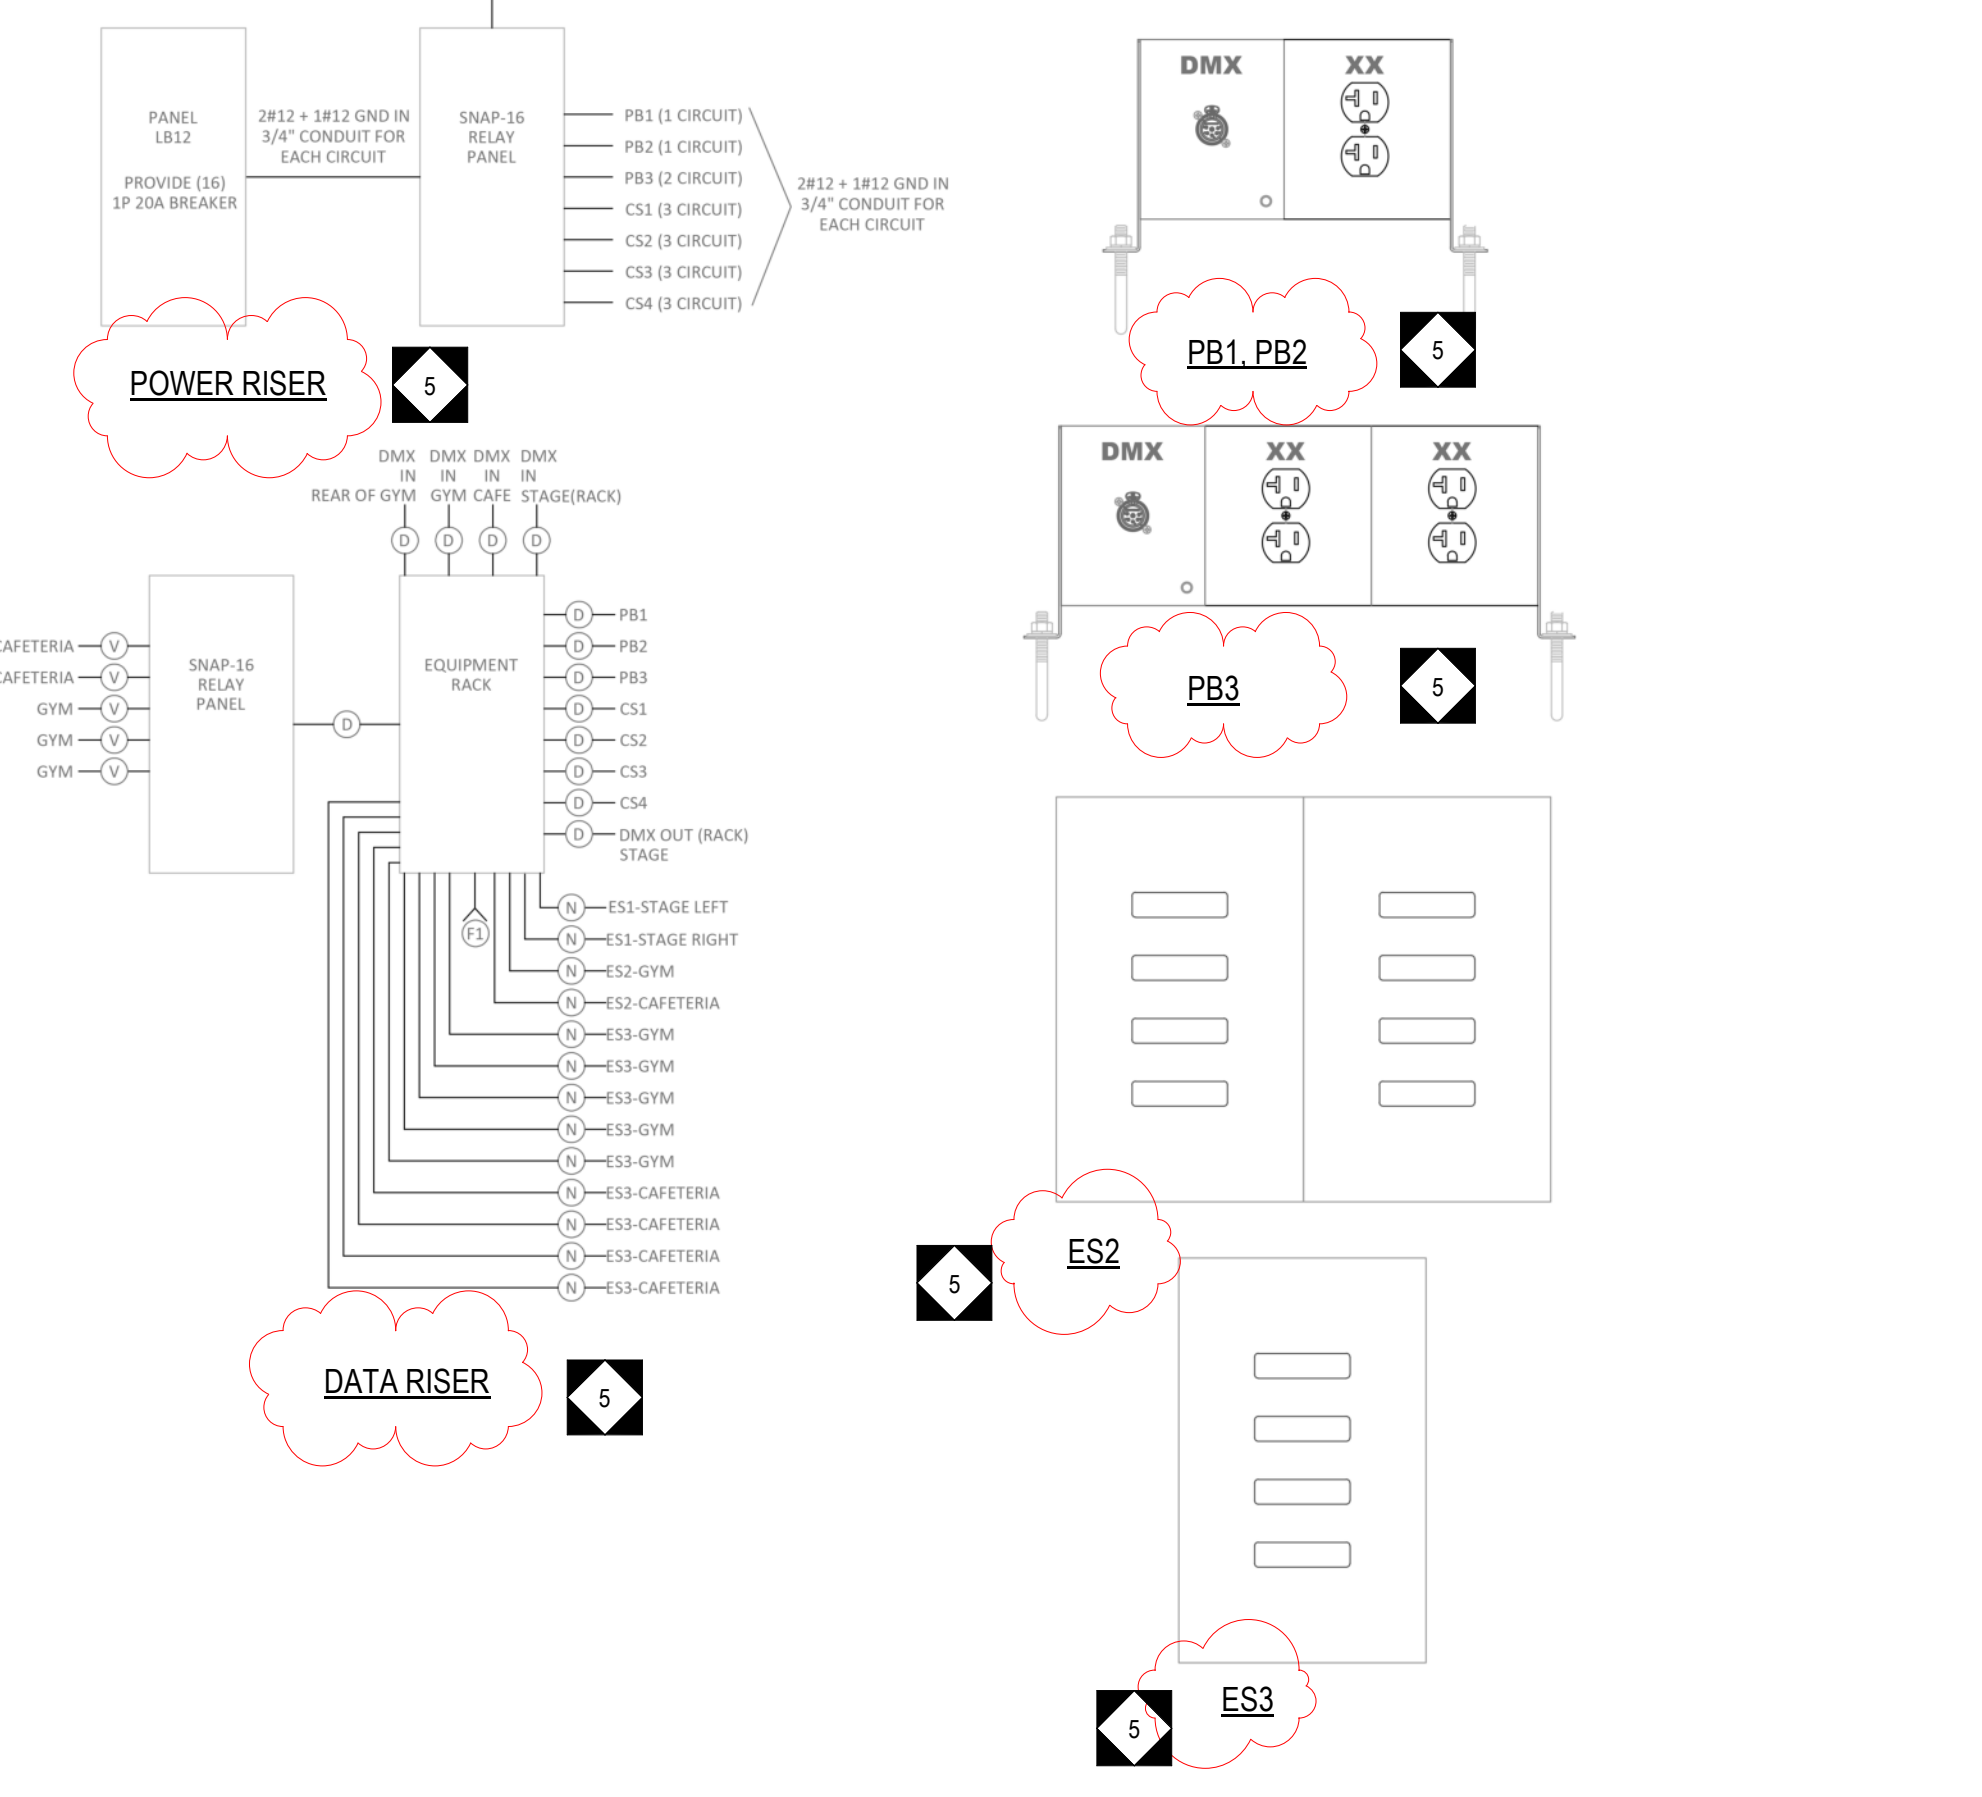 PANEL
LB12
PROVIDE (16)
1P 20A BREAKER
2#12 + 1#12 GND IN
3/4" CONDUIT FOR
EACH CIRCUIT
SNAP-16
RELAY
PANEL
PB1 (1 CIRCUIT)
PB2 (1 CIRCUIT)
PB3 (2 CIRCUIT)
CS1 (3 CIRCUIT)
CS2 (3 CIRCUIT)
CS3 (3 CIRCUIT)
CS4 (3 CIRCUIT)
2#12 + 1#12 GND IN
3/4" CONDUIT FOR
EACH CIRCUIT
POWER RISER
5
DMX
IN
REAR OF GYM
DMX
IN
GYM
DMX
IN
CAFE
DMX
IN
STAGE(RACK)
D
D
D
D
CAFETERIA
V
CAFETERIA
V
GYM
V
GYM
V
GYM
V
SNAP-16
RELAY
PANEL
D
EQUIPMENT
RACK
D PB1
D PB2
D PB3
D CS1
D CS2
D CS3
D CS4
D DMX OUT (RACK)
STAGE
F1
N ES1-STAGE LEFT
N ES1-STAGE RIGHT
N ES2-GYM
N ES2-CAFETERIA
N ES3-GYM
N ES3-GYM
N ES3-GYM
N ES3-GYM
N ES3-GYM
N ES3-CAFETERIA
N ES3-CAFETERIA
N ES3-CAFETERIA
N ES3-CAFETERIA
DATA RISER
5
DMX
XX
PB1, PB2
5
DMX
XX
XX
PB3
5
ES2
5
ES3
5